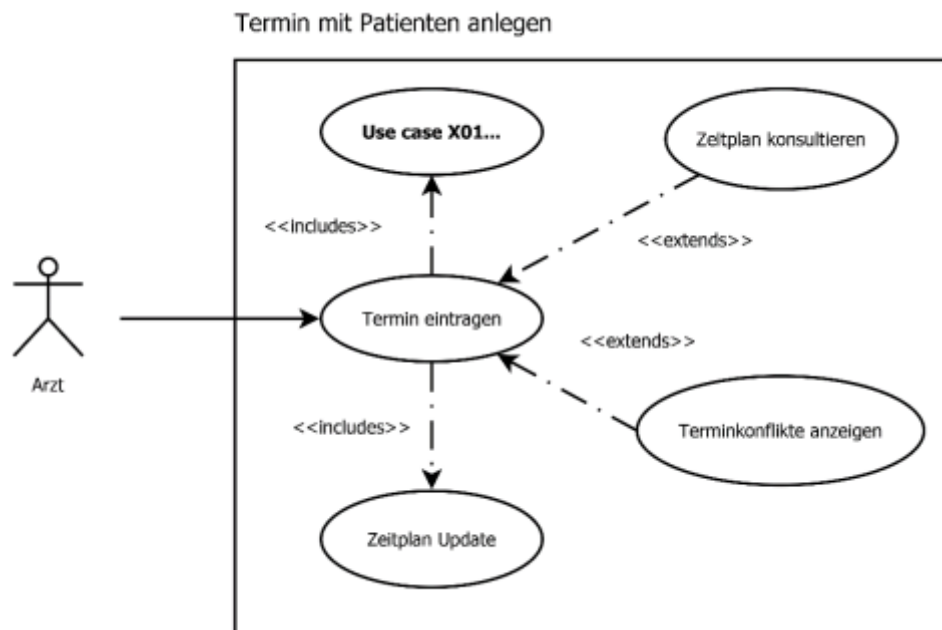 Termin mit Patienten anlegen
Use case X01...
Zeitplan konsultieren
<<includes>>
<<extends>>
Termin eintragen
<<extends>>
Arzt
<<includes>>
Terminkonflikte anzeigen
Zeitplan Update